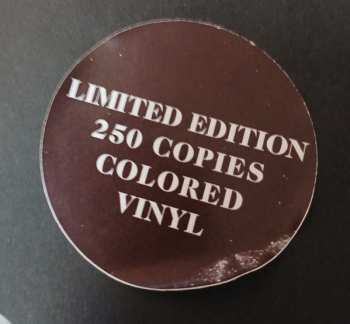 LIMITED EDITION
250 COPIES
COLORED
VINYL